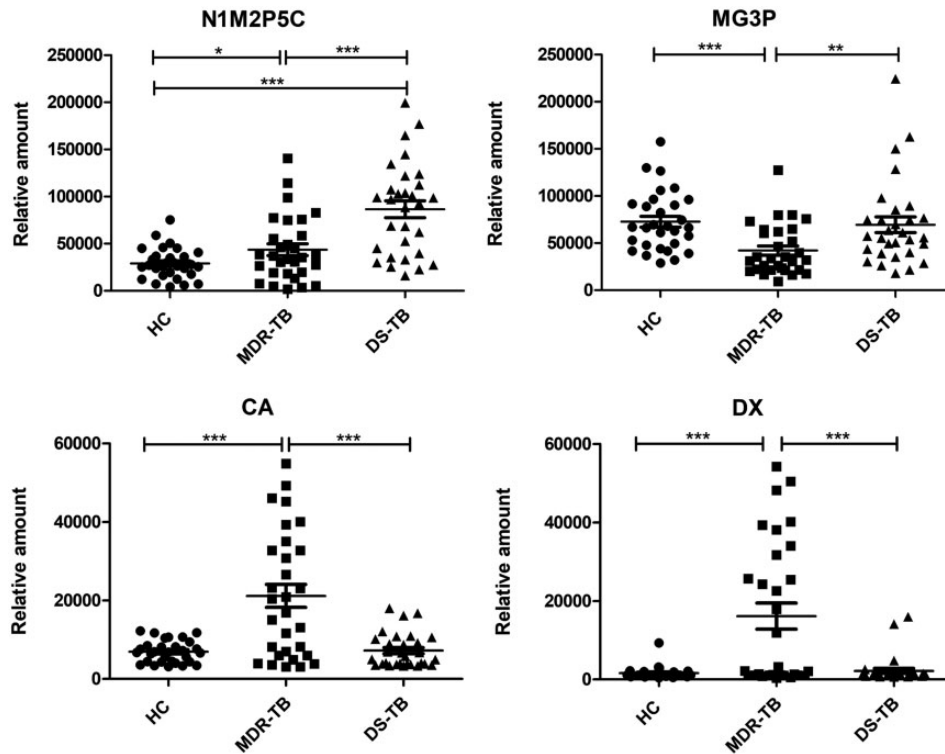 N1M2P5C
Relative amount
250000
200000
150000
100000
50000
0
*
***
***
HC
MDR-TB
DS-TB
MG3P
Relative amount
250000
200000
150000
100000
50000
0
***
**
HC
MDR-TB
DS-TB
CA
Relative amount
60000
40000
20000
0
***
***
HC
MDR-TB
DS-TB
DX
Relative amount
60000
40000
20000
0
***
***
HC
MDR-TB
DS-TB